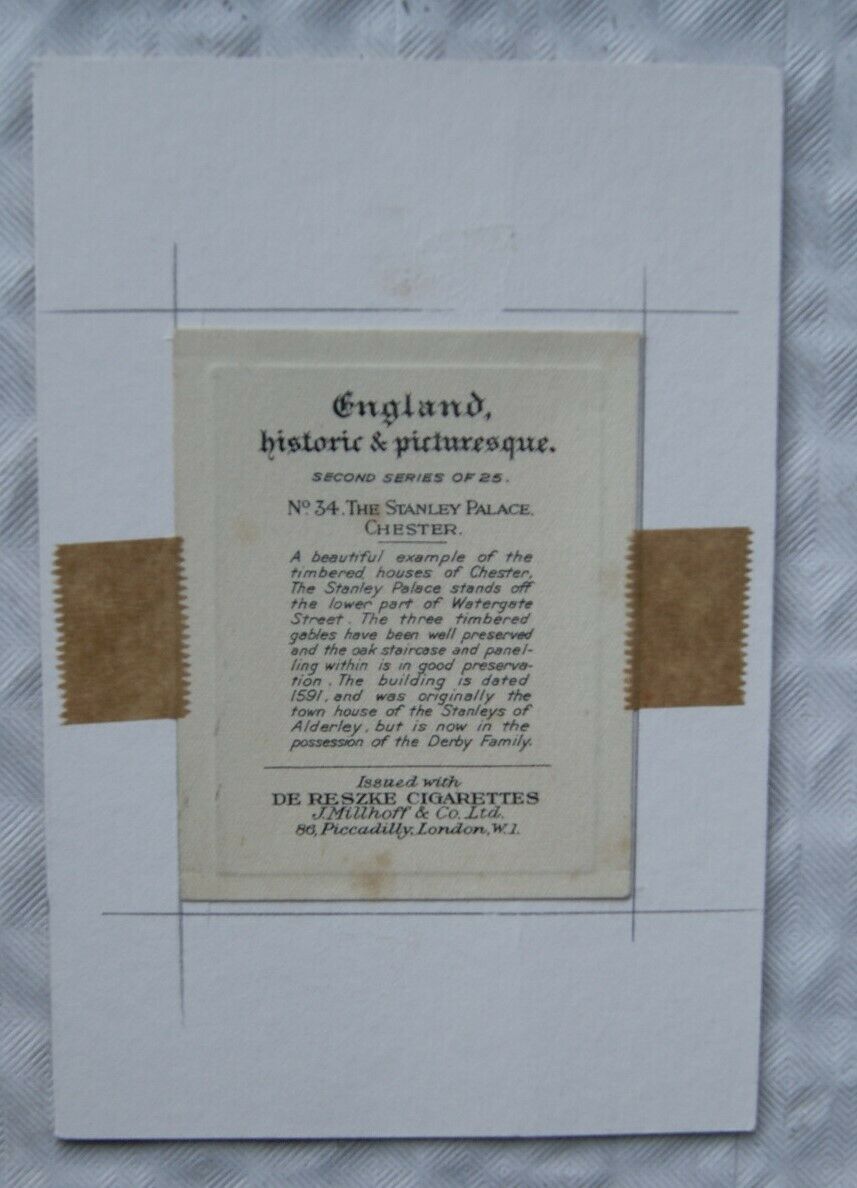 England,
historic & picturesque.
SECOND SERIES OF 25.
No. 34. THE STANLEY PALACE,
CHESTER.
A beautiful example of the
timbered houses of Chester,
The Stanley Palace stands off
the lower part of Watergate
Street. The three timbered
gables have been well preserved
and the oak staircase and panel-
ling within is in good preserva-
tion. The building is dated
1591, and was originally the
town house of the Stanleys of
Alderley, but is now in the
possession of the Derby Family.
Issued with
DE RESZKE CIGARETTES
J. Millhoff & Co. Ltd.
86, Piccadilly, London, W.1.